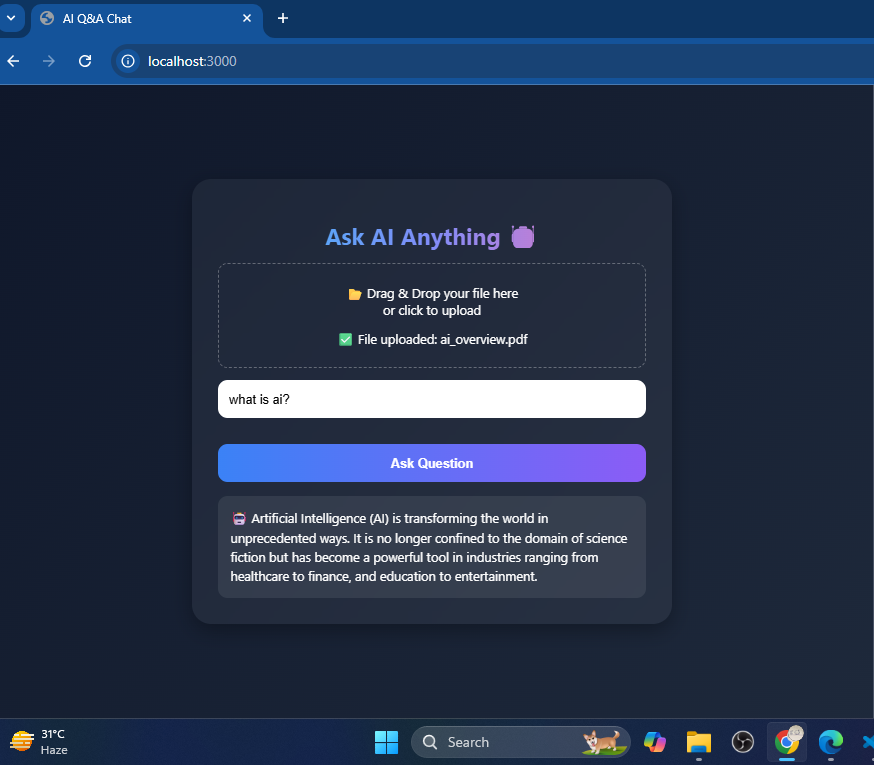 AI Q&A Chat
localhost:3000
Ask AI Anything
Drag & Drop your file here
or click to upload
File uploaded: ai_overview.pdf
what is ai?
Ask Question
Artificial Intelligence (AI) is transforming the world in
unprecedented ways. It is no longer confined to the domain of science
fiction but has become a powerful tool in industries ranging from
healthcare to finance, and education to entertainment.
31°C
Haze
Search